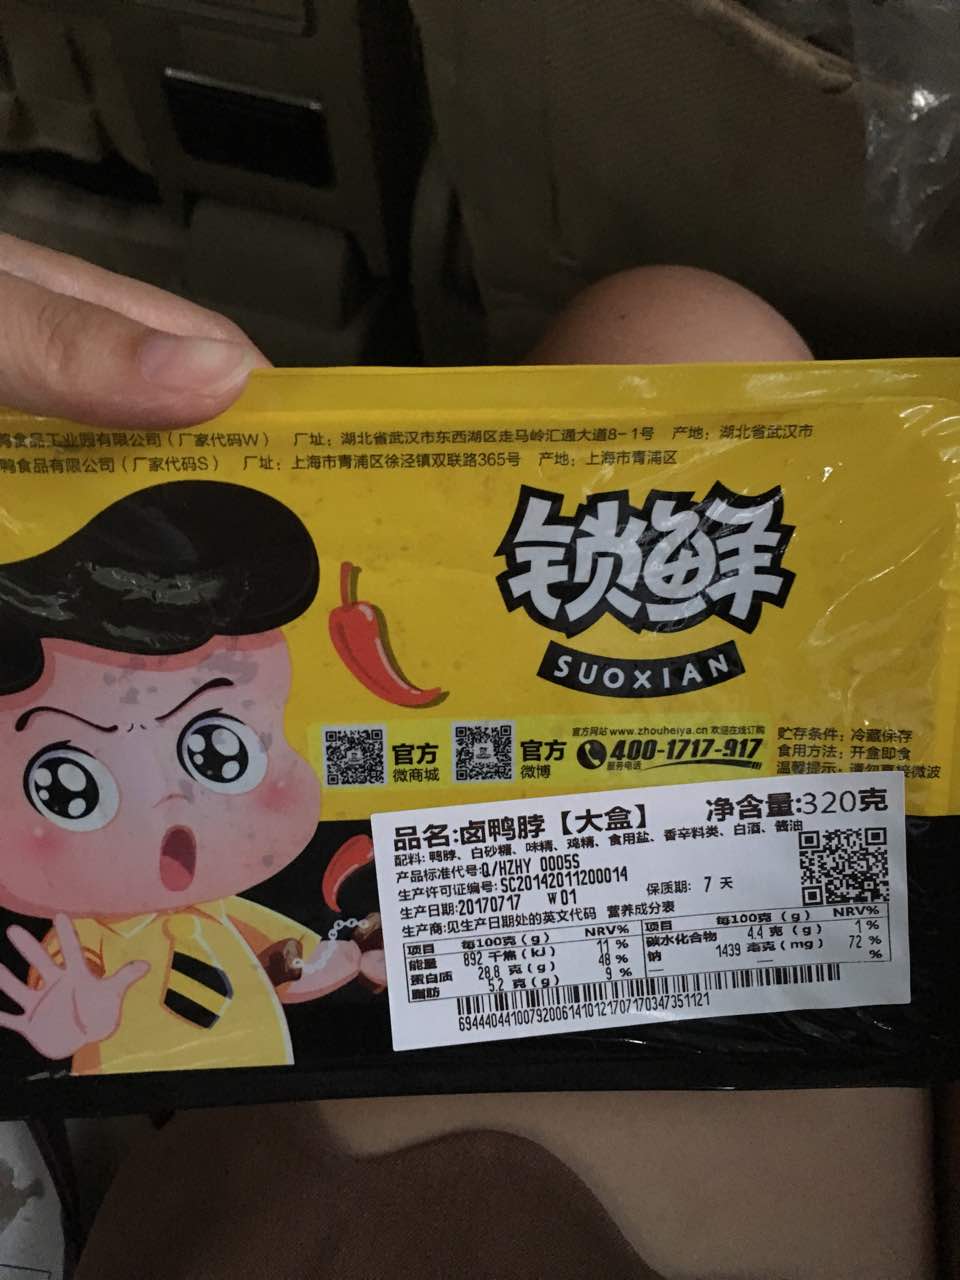 鸭食品工业园有限公司（厂家代码W） 厂址：湖北省武汉市东西湖区走马岭汇通大道8-1号 产地：湖北省武汉市
鸭食品有限公司（厂家代码S） 厂址：上海市青浦区徐泾镇双联路365号 产地：上海市青浦区
锁鲜
SUOXIAN
官方
微商城
官方
微博
官方网站www.zhouheiya.cn 欢迎在线订购
服务电话 400-1717-917
贮存条件：冷藏保存
食用方法：开盒即食
温馨提示：请勿直接微波
品名:卤鸭脖【大盒】 净含量:320克
配料: 鸭脖、白砂糖、味精、鸡精、食用盐、香辛料类、白酒、酱油
产品标准代号:Q/HZHY 0005S
生产许可证编号:SC20142011200014
生产日期:20170717 W01 保质期: 7 天
生产商:见生产日期处的英文代码 营养成分表
项目 每100克(g) NRV% 项目 每100克(g) NRV%
能量 892 千焦(kJ) 11 % 碳水化合物 4.4 克(g) 1 %
蛋白质 28.8 克(g) 48 % 钠 1439 毫克(mg) 72 %
脂肪 5.2 克(g) 9 % — — %
6944404410079200614101217071703473511​21